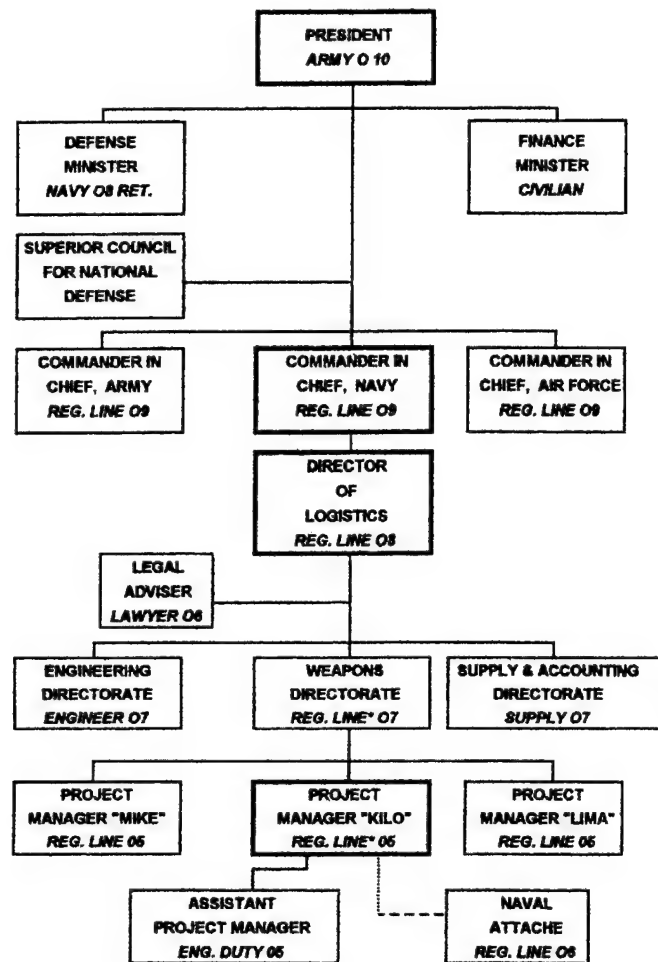 PRESIDENT
ARMY O 10
DEFENSE
MINISTER
NAVY O8 RET.
FINANCE
MINISTER
CIVILIAN
SUPERIOR COUNCIL
FOR NATIONAL
DEFENSE
COMMANDER IN
CHIEF, ARMY
REG. LINE O9
COMMANDER IN
CHIEF, NAVY
REG. LINE O9
COMMANDER IN
CHIEF, AIR FORCE
REG. LINE O9
DIRECTOR
OF
LOGISTICS
REG. LINE O8
LEGAL
ADVISER
LAWYER O6
ENGINEERING
DIRECTORATE
ENGINEER O7
WEAPONS
DIRECTORATE
REG. LINE* O7
SUPPLY & ACCOUNTING
DIRECTORATE
SUPPLY O7
PROJECT
MANAGER "MIKE"
REG. LINE 05
PROJECT
MANAGER "KILO"
REG. LINE* 05
PROJECT
MANAGER "LIMA"
REG. LINE 05
ASSISTANT
PROJECT MANAGER
ENG. DUTY 05
NAVAL
ATTACHE
REG. LINE O6